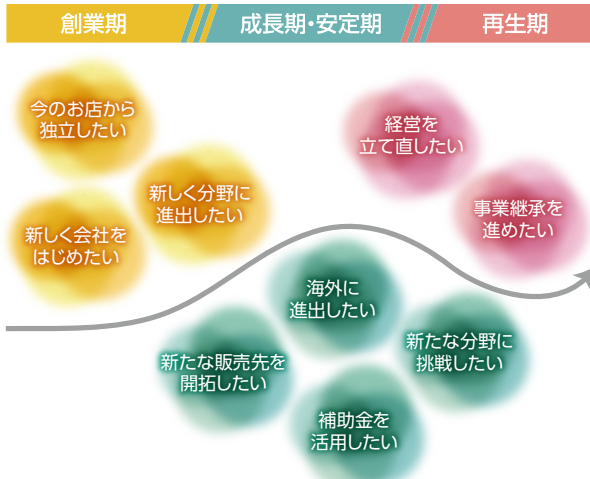 創業期
成長期・安定期
再生期
今のお店から
独立したい
新しく分野に
進出したい
新しく会社を
はじめたい
経営を
立て直したい
事業継承を
進めたい
海外に
進出したい
新たな販売先を
開拓したい
新たな分野に
挑戦したい
補助金を
活用したい